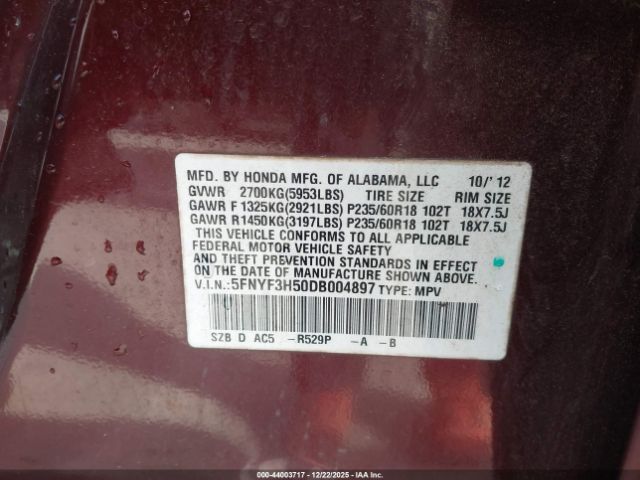 MFD. BY HONDA MFG. OF ALABAMA, LLC 10/'12
GVWR 2700KG(5953LBS) TIRE SIZE RIM SIZE
GAWR F 1325KG(2921LBS) P235/60R18 102T 18X7.5J
GAWR R1450KG(3197LBS) P235/60R18 102T 18X7.5J
THIS VEHICLE CONFORMS TO ALL APPLICABLE
FEDERAL MOTOR VEHICLE SAFETY
AND THEFT PREVENTION STANDARDS IN EFFECT
ON THE DATE OF MANUFACTURE SHOWN ABOVE.
V.I.N.: 5FNYF3H50DB004897 TYPE: MPV
SZB D AC5 -R529P -A -B
000-44003717 - 12/22/2025 - IAAI.COM